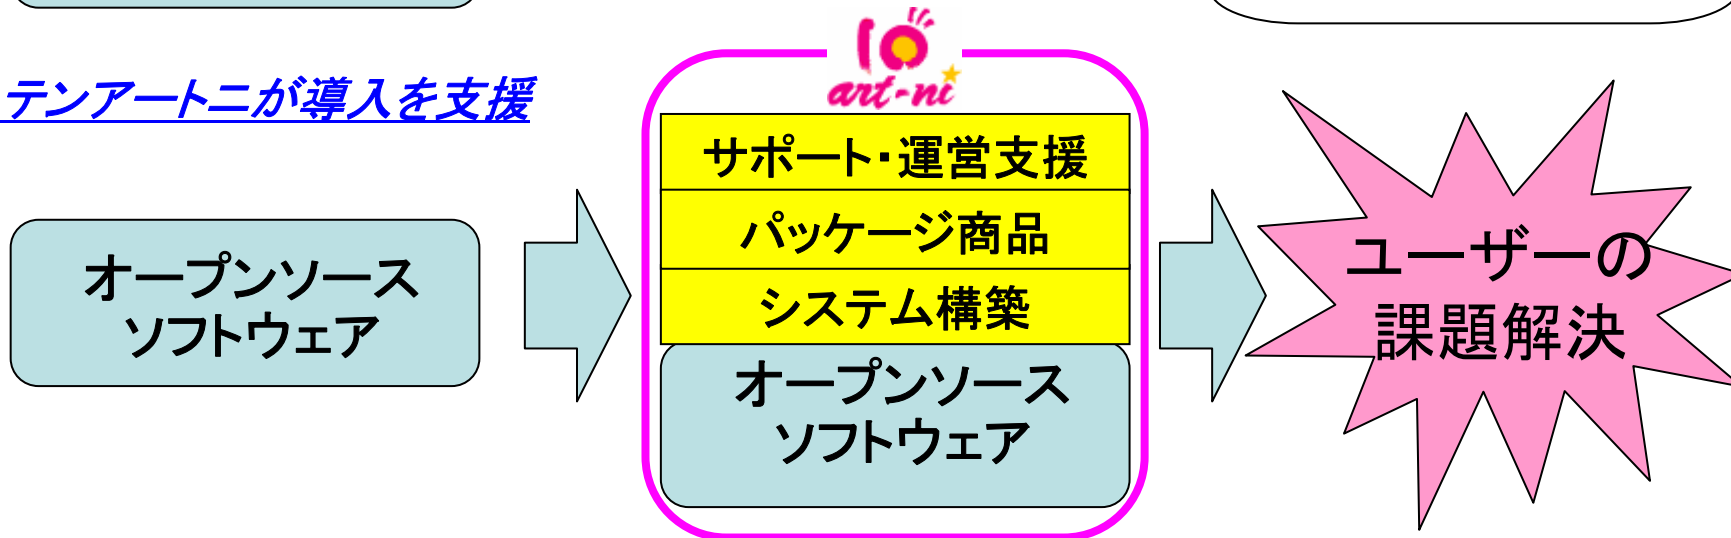 10
art-ni
テンアートニが導入を支援
サポート・運営支援
パッケージ商品
システム構築
オープンソース
ソフトウェア
オープンソース
ソフトウェア
ユーザーの
課題解決